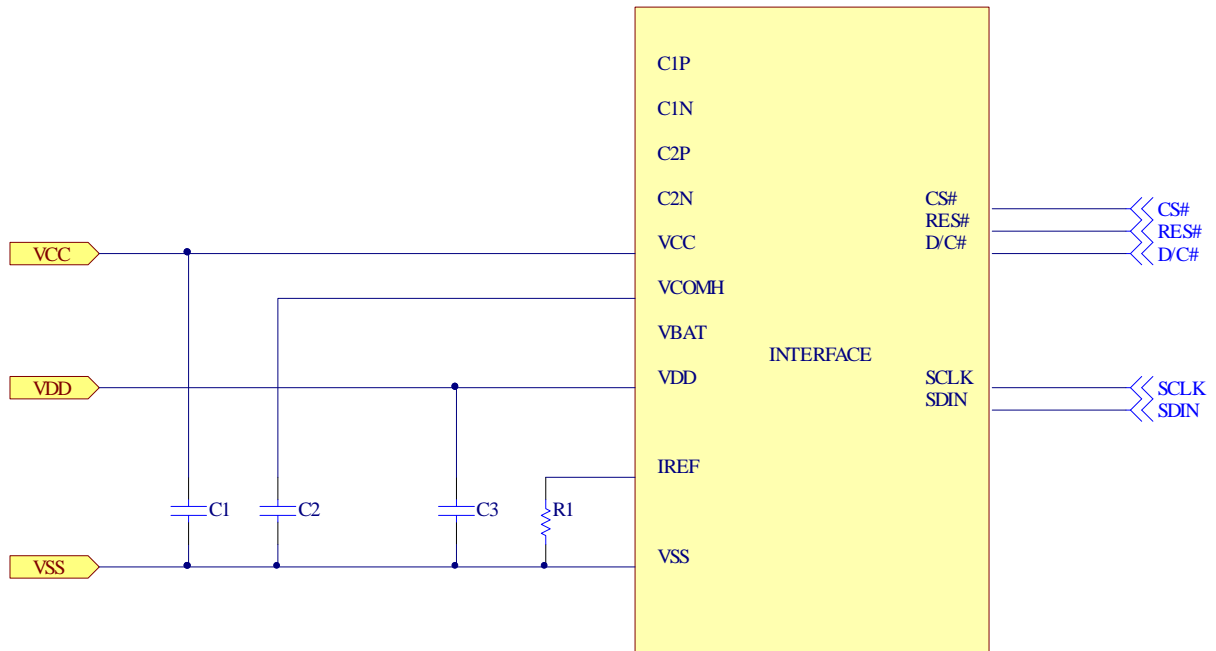 C1P
C1N
C2P
C2N
CS#
CS#
RES#
RES#
VCC
VCC
D/C#
D/C#
VCOMH
VBAT
INTERFACE
VDD
VDD
SCLK
SCLK
SDIN
SDIN
IREF
C1
C2
C3
R1
VSS
VSS